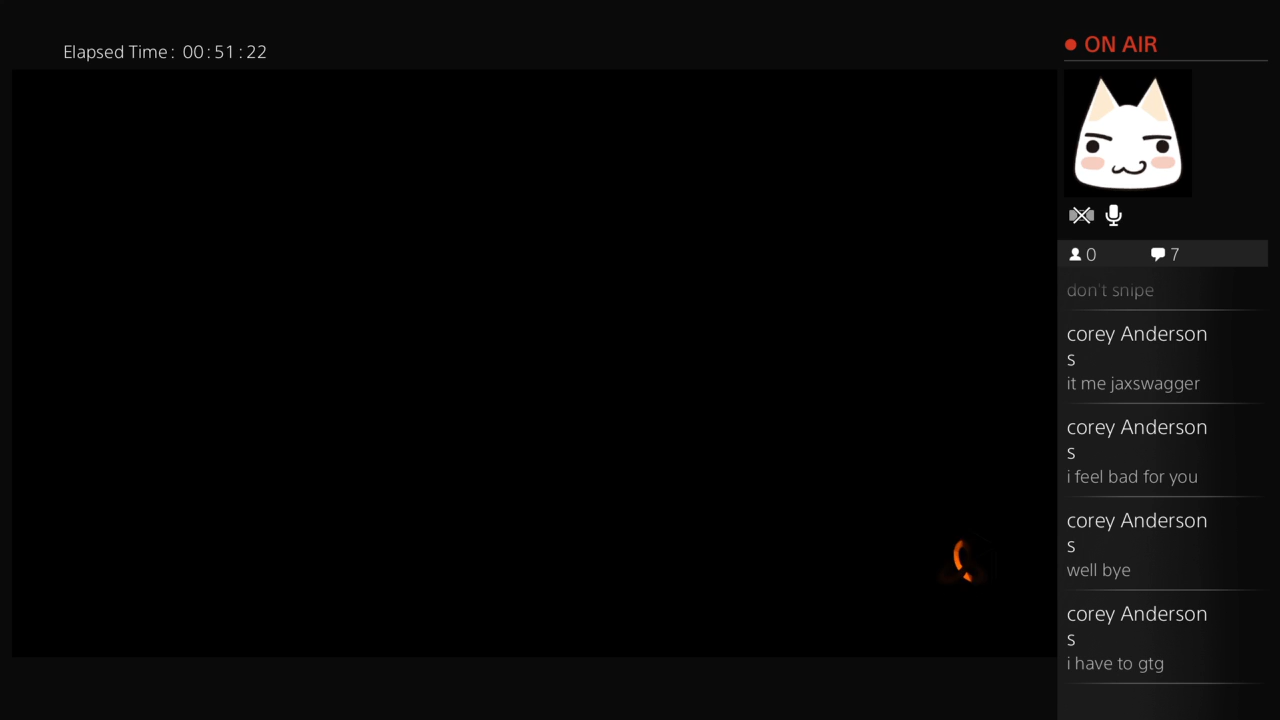 Elapsed Time: 00:51:22
ON AIR
0
7
don't snipe
corey Anderson
s
it me jaxswagger
corey Anderson
s
i feel bad for you
corey Anderson
s
well bye
corey Anderson
s
i have to gtg